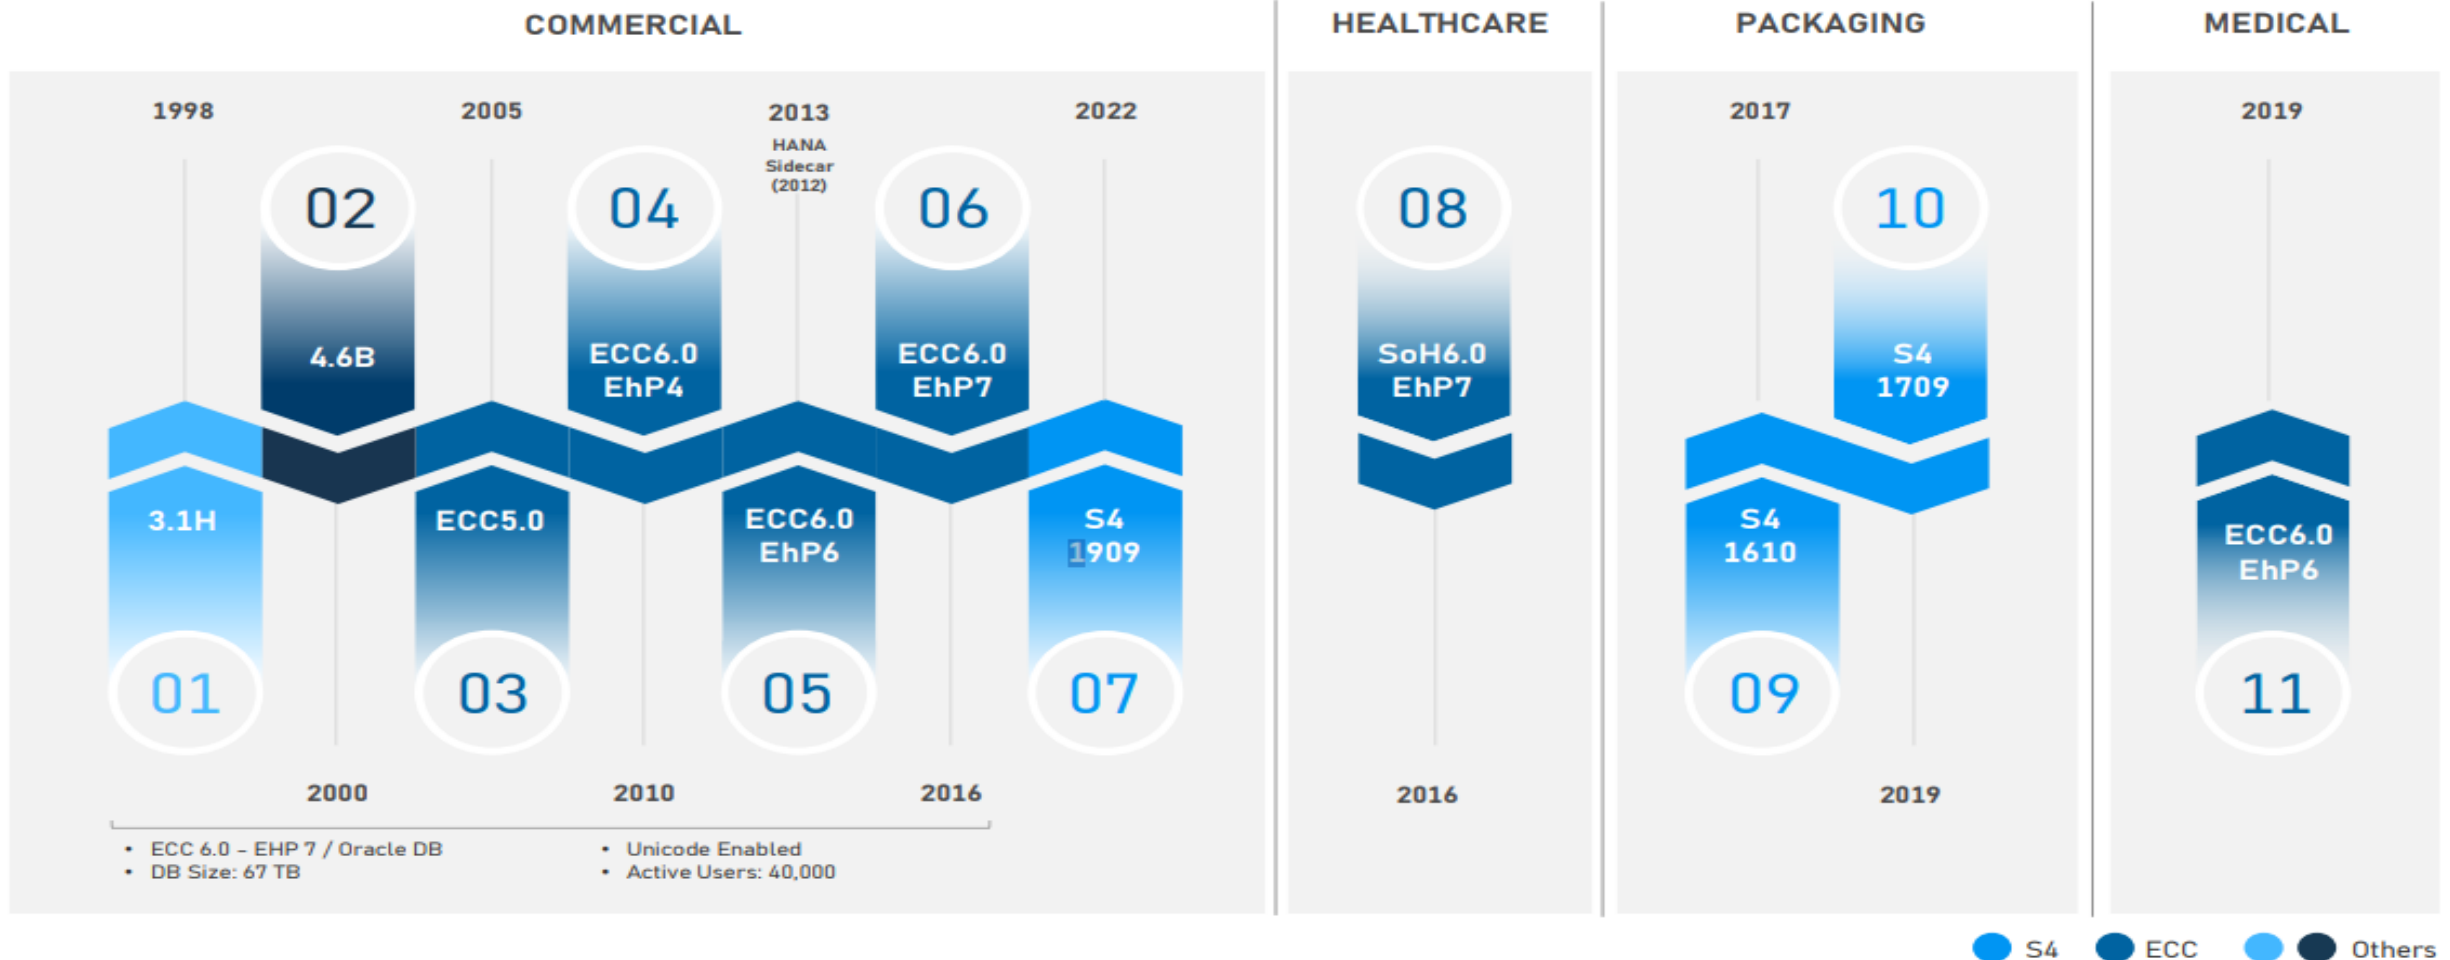 COMMERCIAL
1998
2005
2013
HANA
Sidecar
(2012)
2022
02
04
06
4.6B
ECC6.0
EhP4
ECC6.0
EhP7
3.1H
ECC5.0
ECC6.0
EhP6
S4
1909
01
03
05
07
2000
2010
2016
• ECC 6.0 – EHP 7 / Oracle DB
• DB Size: 67 TB
• Unicode Enabled
• Active Users: 40,000
HEALTHCARE
08
SoH6.0
EhP7
2016
PACKAGING
2017
10
S4
1709
S4
1610
09
2019
MEDICAL
2019
ECC6.0
EhP6
11
S4
ECC
Others